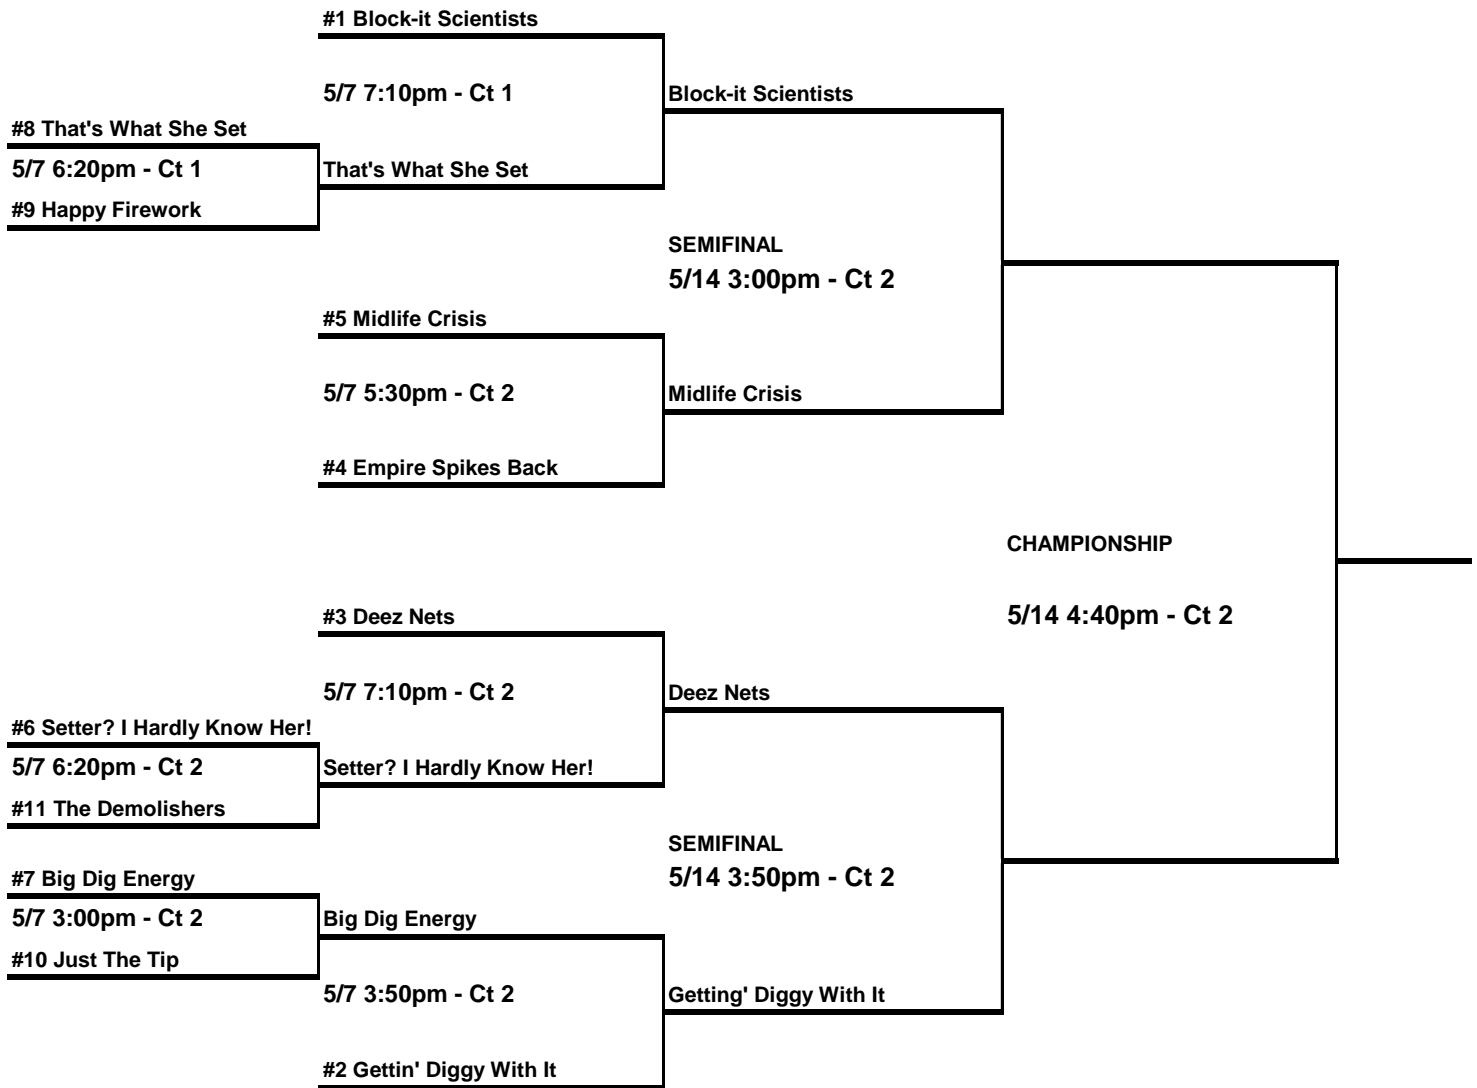 #1 Block-it Scientists
5/7 7:10pm - Ct 1
Block-it Scientists
#8 That's What She Set
5/7 6:20pm - Ct 1
That's What She Set
#9 Happy Firework
SEMIFINAL
5/14 3:00pm - Ct 2
#5 Midlife Crisis
5/7 5:30pm - Ct 2
Midlife Crisis
#4 Empire Spikes Back
CHAMPIONSHIP
5/14 4:40pm - Ct 2
#3 Deez Nets
5/7 7:10pm - Ct 2
Deez Nets
#6 Setter? I Hardly Know Her!
5/7 6:20pm - Ct 2
Setter? I Hardly Know Her!
#11 The Demolishers
SEMIFINAL
5/14 3:50pm - Ct 2
#7 Big Dig Energy
5/7 3:00pm - Ct 2
Big Dig Energy
#10 Just The Tip
5/7 3:50pm - Ct 2
Getting' Diggy With It
#2 Gettin' Diggy With It